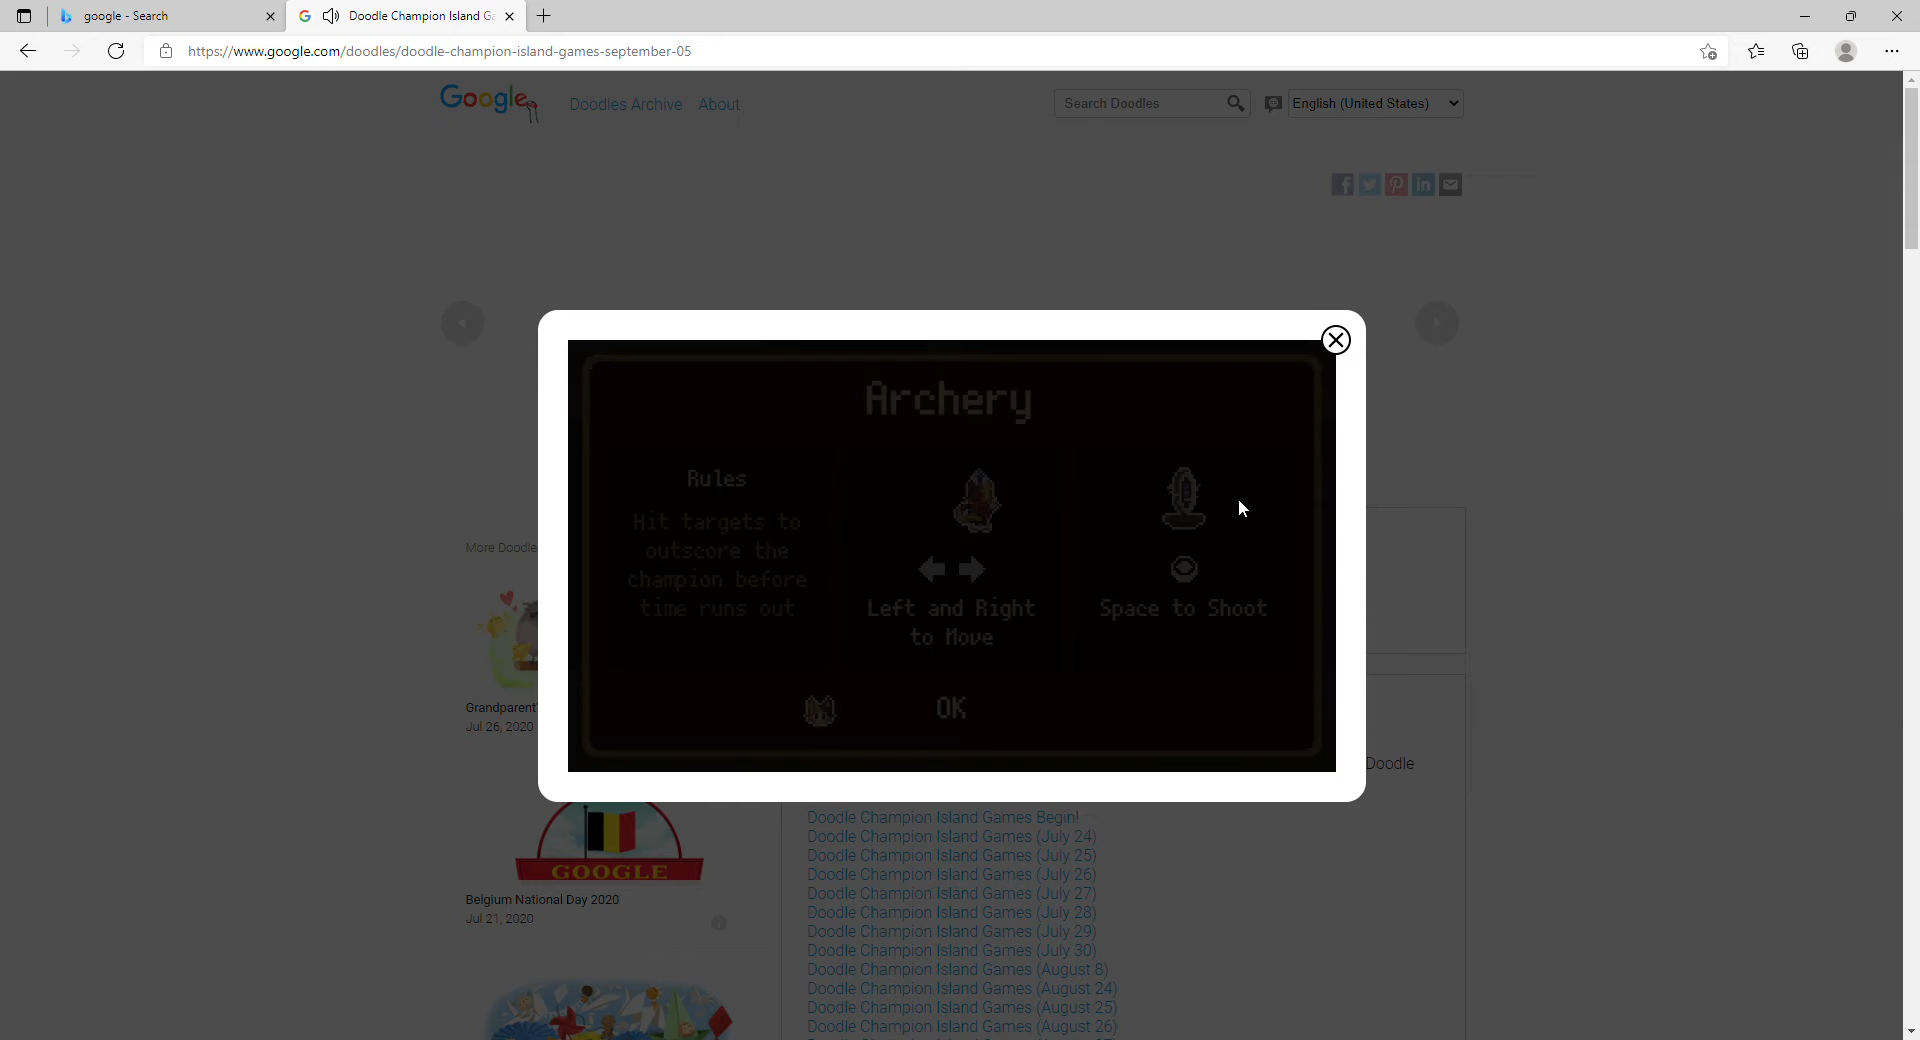 google - Search
Doodle Champion Island Ga
https://www.google.com/doodles/doodle-champion-island-games-september-05
Google
Doodles Archive
About
Search Doodles
English (United States)
Archery
Rules
Hit targets to
outscore the
champion before
time runs out
Left and Right
to Move
Space to Shoot
OK
More Doodle
Grandparent'
Jul 26, 2020
Doodle
GOOGLE
Belgium National Day 2020
Jul 21, 2020
Doodle Champion Island Games Begin!
Doodle Champion Island Games (July 24)
Doodle Champion Island Games (July 25)
Doodle Champion Island Games (July 26)
Doodle Champion Island Games (July 27)
Doodle Champion Island Games (July 28)
Doodle Champion Island Games (July 29)
Doodle Champion Island Games (July 30)
Doodle Champion Island Games (August 8)
Doodle Champion Island Games (August 24)
Doodle Champion Island Games (August 25)
Doodle Champion Island Games (August 26)